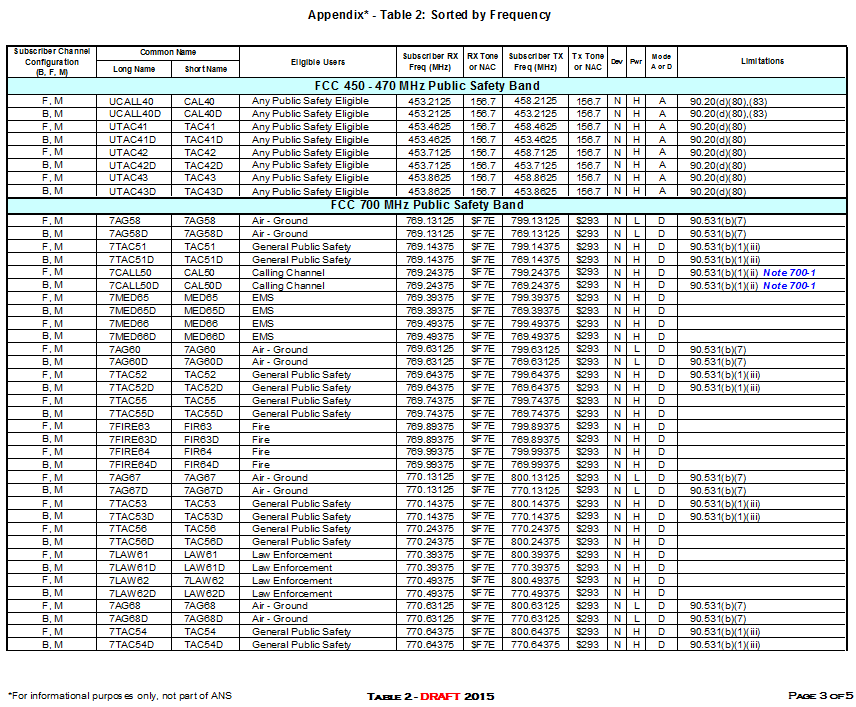 Appendix* - Table 2: Sorted by Frequency
Subscriber Channel Configuration (B, F, M) Common Name Long Name Short Name Eligible Users Subscriber RX Freq (MHz) RX Tone or NAC Subscriber TX Freq (MHz) Tx Tone or NAC Dev Pwr Mode A or D Limitations
FCC 450 - 470 MHz Public Safety Band
F, M UCALL40 CAL40 Any Public Safety Eligible 453.2125 156.7 458.2125 156.7 N H A 90.20(d)(80),(83)
B, M UCALL40D CAL40D Any Public Safety Eligible 453.2125 156.7 453.2125 156.7 N H A 90.20(d)(80),(83)
F, M UTAC41 TAC41 Any Public Safety Eligible 453.4625 156.7 458.4625 156.7 N H A 90.20(d)(80)
B, M UTAC41D TAC41D Any Public Safety Eligible 453.4625 156.7 453.4625 156.7 N H A 90.20(d)(80)
F, M UTAC42 TAC42 Any Public Safety Eligible 453.7125 156.7 458.7125 156.7 N H A 90.20(d)(80)
B, M UTAC42D TAC42D Any Public Safety Eligible 453.7125 156.7 453.7125 156.7 N H A 90.20(d)(80)
F, M UTAC43 TAC43 Any Public Safety Eligible 453.8625 156.7 458.8625 156.7 N H A 90.20(d)(80)
B, M UTAC43D TAC43D Any Public Safety Eligible 453.8625 156.7 453.8625 156.7 N H A 90.20(d)(80)
FCC 700 MHz Public Safety Band
F, M 7AG58 7AG58 Air - Ground 769.13125 $F7E 799.13125 $293 N L D 90.531(b)(7)
B, M 7AG58D 7AG58D Air - Ground 769.13125 $F7E 769.13125 $293 N L D 90.531(b)(7)
F, M 7TAC51 TAC51 General Public Safety 769.14375 $F7E 799.14375 $293 N H D 90.531(b)(1)(iii)
B, M 7TAC51D TAC51D General Public Safety 769.14375 $F7E 769.14375 $293 N H D 90.531(b)(1)(iii)
F, M 7CALL50 CAL50 Calling Channel 769.24375 $F7E 799.24375 $293 N H D 90.531(b)(1)(ii) Note 700-1
B, M 7CALL50D CAL50D Calling Channel 769.24375 $F7E 769.24375 $293 N H D 90.531(b)(1)(ii) Note 700-1
F, M 7MED65 MED65 EMS 769.39375 $F7E 799.39375 $293 N H D
B, M 7MED65D MED65D EMS 769.39375 $F7E 769.39375 $293 N H D
F, M 7MED66 MED66 EMS 769.49375 $F7E 799.49375 $293 N H D
B, M 7MED66D MED66D EMS 769.49375 $F7E 769.49375 $293 N H D
F, M 7AG60 7AG60 Air - Ground 769.63125 $F7E 799.63125 $293 N L D 90.531(b)(7)
B, M 7AG60D 7AG60D Air - Ground 769.63125 $F7E 769.63125 $293 N L D 90.531(b)(7)
F, M 7TAC52 TAC52 General Public Safety 769.64375 $F7E 799.64375 $293 N H D 90.531(b)(1)(iii)
B, M 7TAC52D TAC52D General Public Safety 769.64375 $F7E 769.64375 $293 N H D 90.531(b)(1)(iii)
F, M 7TAC55 TAC55 General Public Safety 769.74375 $F7E 799.74375 $293 N H D
B, M 7TAC55D TAC55D General Public Safety 769.74375 $F7E 769.74375 $293 N H D
F, M 7FIRE63 FIR63 Fire 769.89375 $F7E 799.89375 $293 N H D
B, M 7FIRE63D FIR63D Fire 769.89375 $F7E 769.89375 $293 N H D
F, M 7FIRE64 FIR64 Fire 769.99375 $F7E 799.99375 $293 N H D
B, M 7FIRE64D FIR64D Fire 769.99375 $F7E 769.99375 $293 N H D
F, M 7AG67 7AG67 Air - Ground 770.13125 $F7E 800.13125 $293 N L D 90.531(b)(7)
B, M 7AG67D 7AG67D Air - Ground 770.13125 $F7E 770.13125 $293 N L D 90.531(b)(7)
F, M 7TAC53 TAC53 General Public Safety 770.14375 $F7E 800.14375 $293 N H D 90.531(b)(1)(iii)
B, M 7TAC53D TAC53D General Public Safety 770.14375 $F7E 770.14375 $293 N H D 90.531(b)(1)(iii)
F, M 7TAC56 TAC56 General Public Safety 770.24375 $F7E 770.24375 $293 N H D
B, M 7TAC56D TAC56D General Public Safety 770.24375 $F7E 800.24375 $293 N H D
F, M 7LAW61 LAW61 Law Enforcement 770.39375 $F7E 800.39375 $293 N H D
B, M 7LAW61D LAW61D Law Enforcement 770.39375 $F7E 770.39375 $293 N H D
F, M 7LAW62 7LAW62 Law Enforcement 770.49375 $F7E 800.49375 $293 N H D
B, M 7LAW62D LAW62D Law Enforcement 770.49375 $F7E 770.49375 $293 N H D
F, M 7AG68 7AG68 Air - Ground 770.63125 $F7E 800.63125 $293 N L D 90.531(b)(7)
B, M 7AG68D 7AG68D Air - Ground 770.63125 $F7E 770.63125 $293 N L D 90.531(b)(7)
F, M 7TAC54 TAC54 General Public Safety 770.64375 $F7E 800.64375 $293 N H D 90.531(b)(1)(iii)
B, M 7TAC54D TAC54D General Public Safety 770.64375 $F7E 770.64375 $293 N H D 90.531(b)(1)(iii)
*For informational purposes only, not part of ANS TABLE 2 - DRAFT 2015 PAGE 3 OF 5